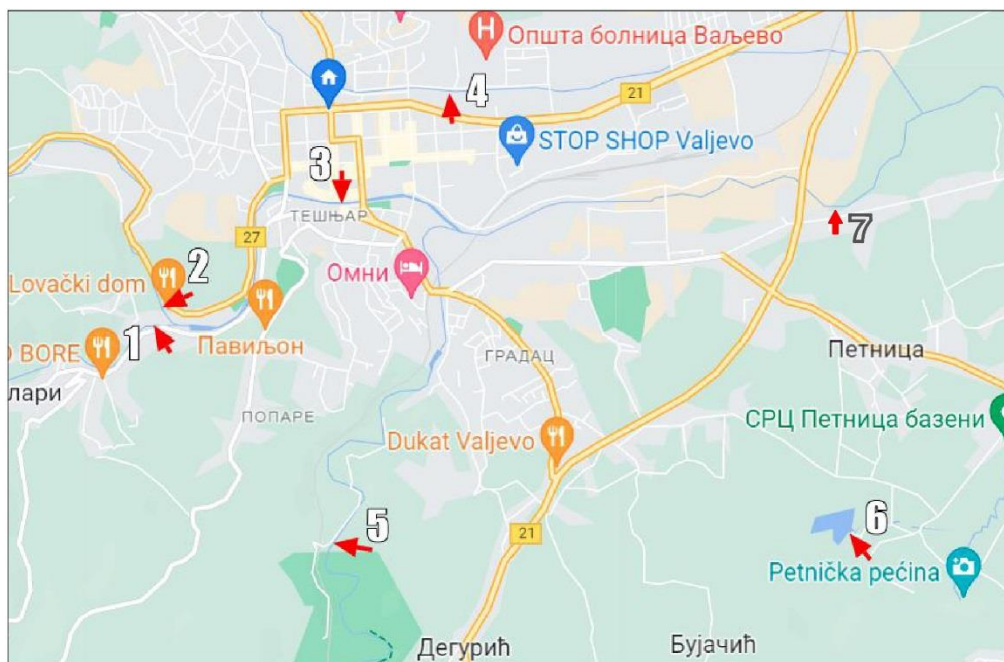 Општа болница Ваљево
4
21
STOP SHOP Valjevo
3
ТЕШЊАР
27
7
2
Омни
Lovački dom
1
Павиљон
BORE
ГРАДАЦ
Петница
лари
ПОПАРЕ
СРЦ Петница базени
Dukat Valjevo
5
6
21
Petnička pećina
Дегурић
Бујачић